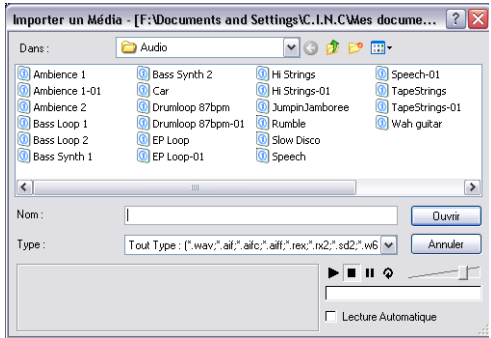 Importer un Média - [F:\Documents and Settings\C.I.N.C\Mes docume...
Dans : Audio
Ambience 1
Ambience 1-01
Ambience 2
Bass Loop 1
Bass Loop 2
Bass Synth 1
Bass Synth 2
Car
Drumloop 87bpm
Drumloop 87bpm-01
EP Loop
EP Loop-01
Hi Strings
Hi Strings-01
JumpinJamboree
Rumble
Slow Disco
Speech
Speech-01
TapeStrings
TapeStrings-01
Wah guitar
Nom : Ouvrir
Type : Tout Type : (*.wav;*.aif;*.aifc;*.aiff;*.rex;*.rx2;*.sd2;*.w6 Annuler
Lecture Automatique